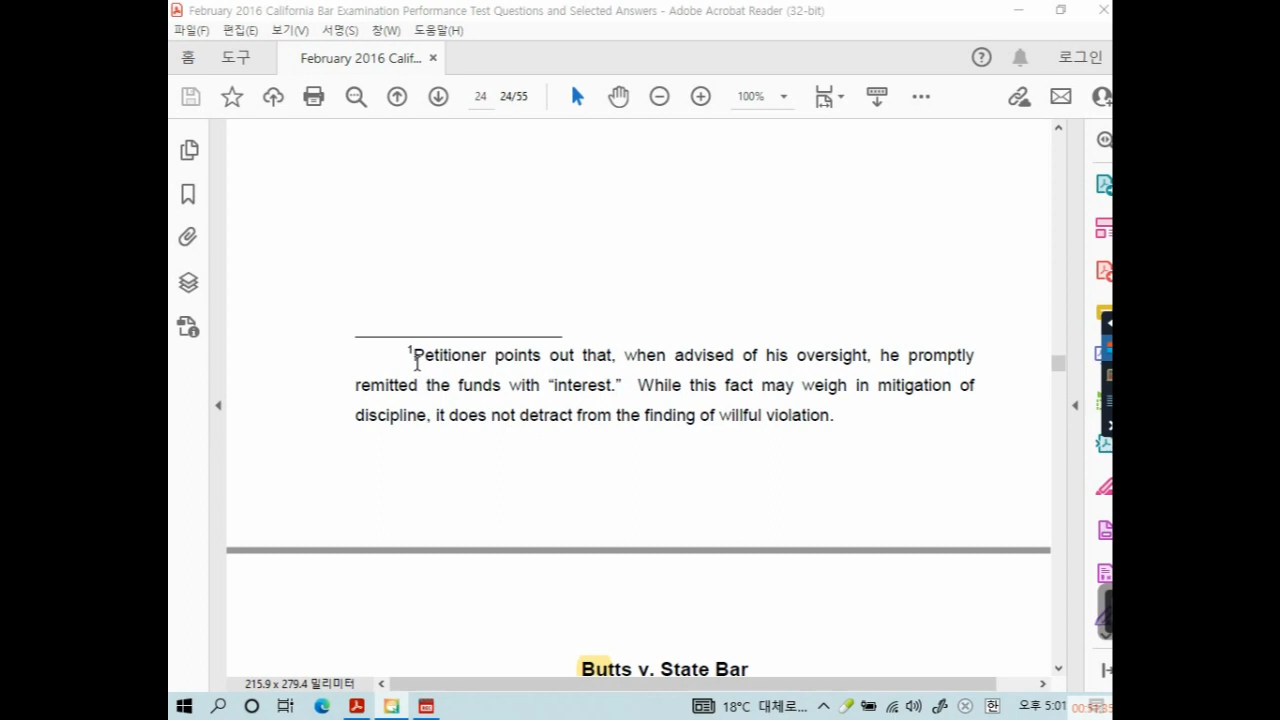 February 2016 California Bar Examination Performance Test Questions and Selected Answers - Adobe Acrobat Reader (32-bit)
파일(F) 편집(E) 보기(V) 서명(S) 창(W) 도움말(H)
홈 도구 February 2016 Calif... × 로그인
24 24/55 100%
1Petitioner points out that, when advised of his oversight, he promptly
remitted the funds with “interest.” While this fact may weigh in mitigation of
discipline, it does not detract from the finding of willful violation.
Butts v. State Bar
215.9 x 279.4 밀리미터
18°C 대체로... 한 오후 5:01